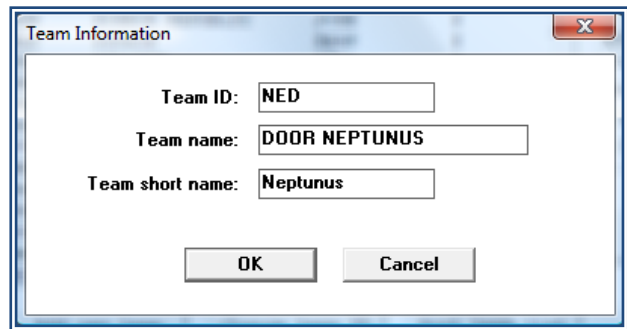 Team Information
Team ID: NED
Team name: DOOR NEPTUNUS
Team short name: Neptunus
OK Cancel